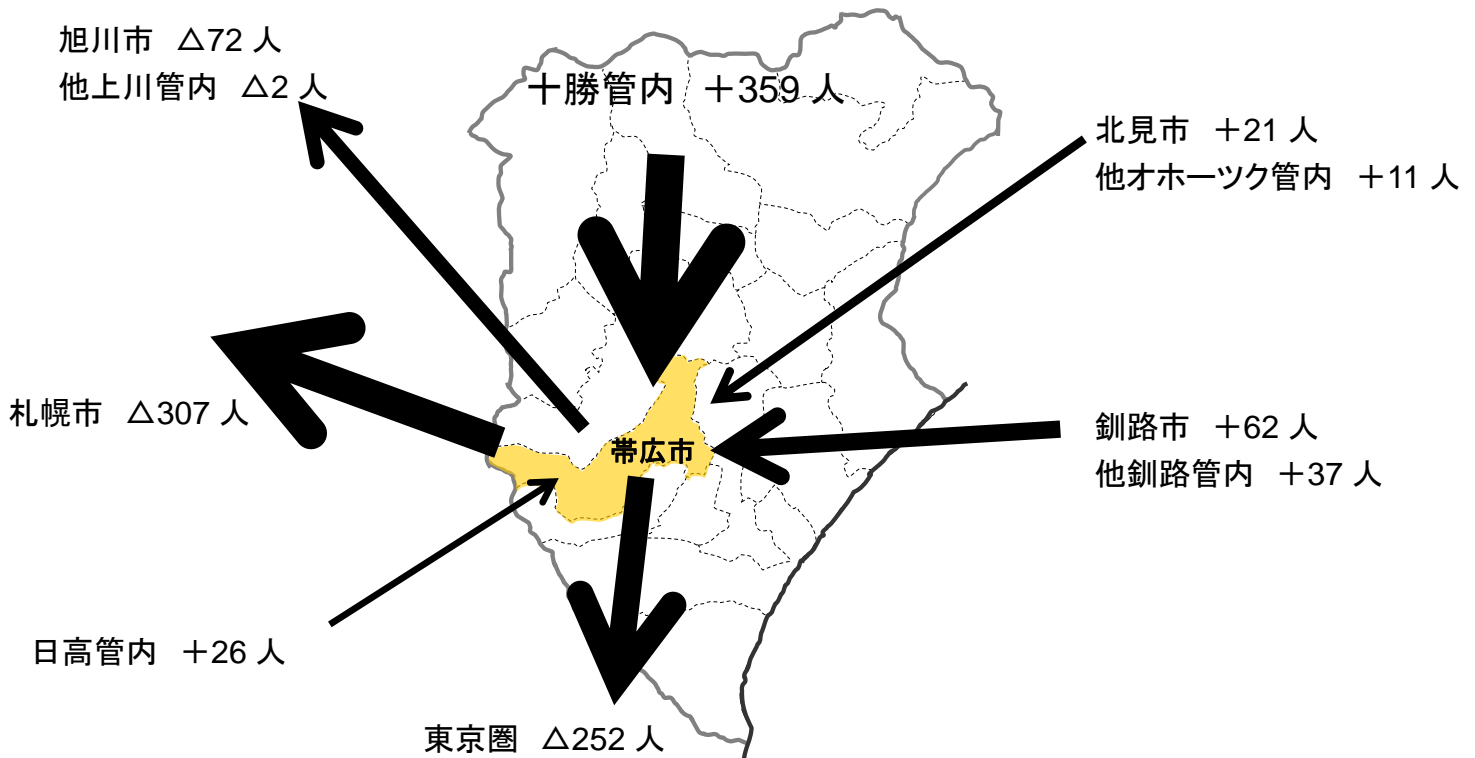 旭川市 △72 人
他上川管内 △2 人
十勝管内 ＋359 人
北見市 ＋21 人
他オホーツク管内 ＋11 人
札幌市 △307 人
帯広市
釧路市 ＋62 人
他釧路管内 ＋37 人
日高管内 ＋26 人
東京圏 △252 人